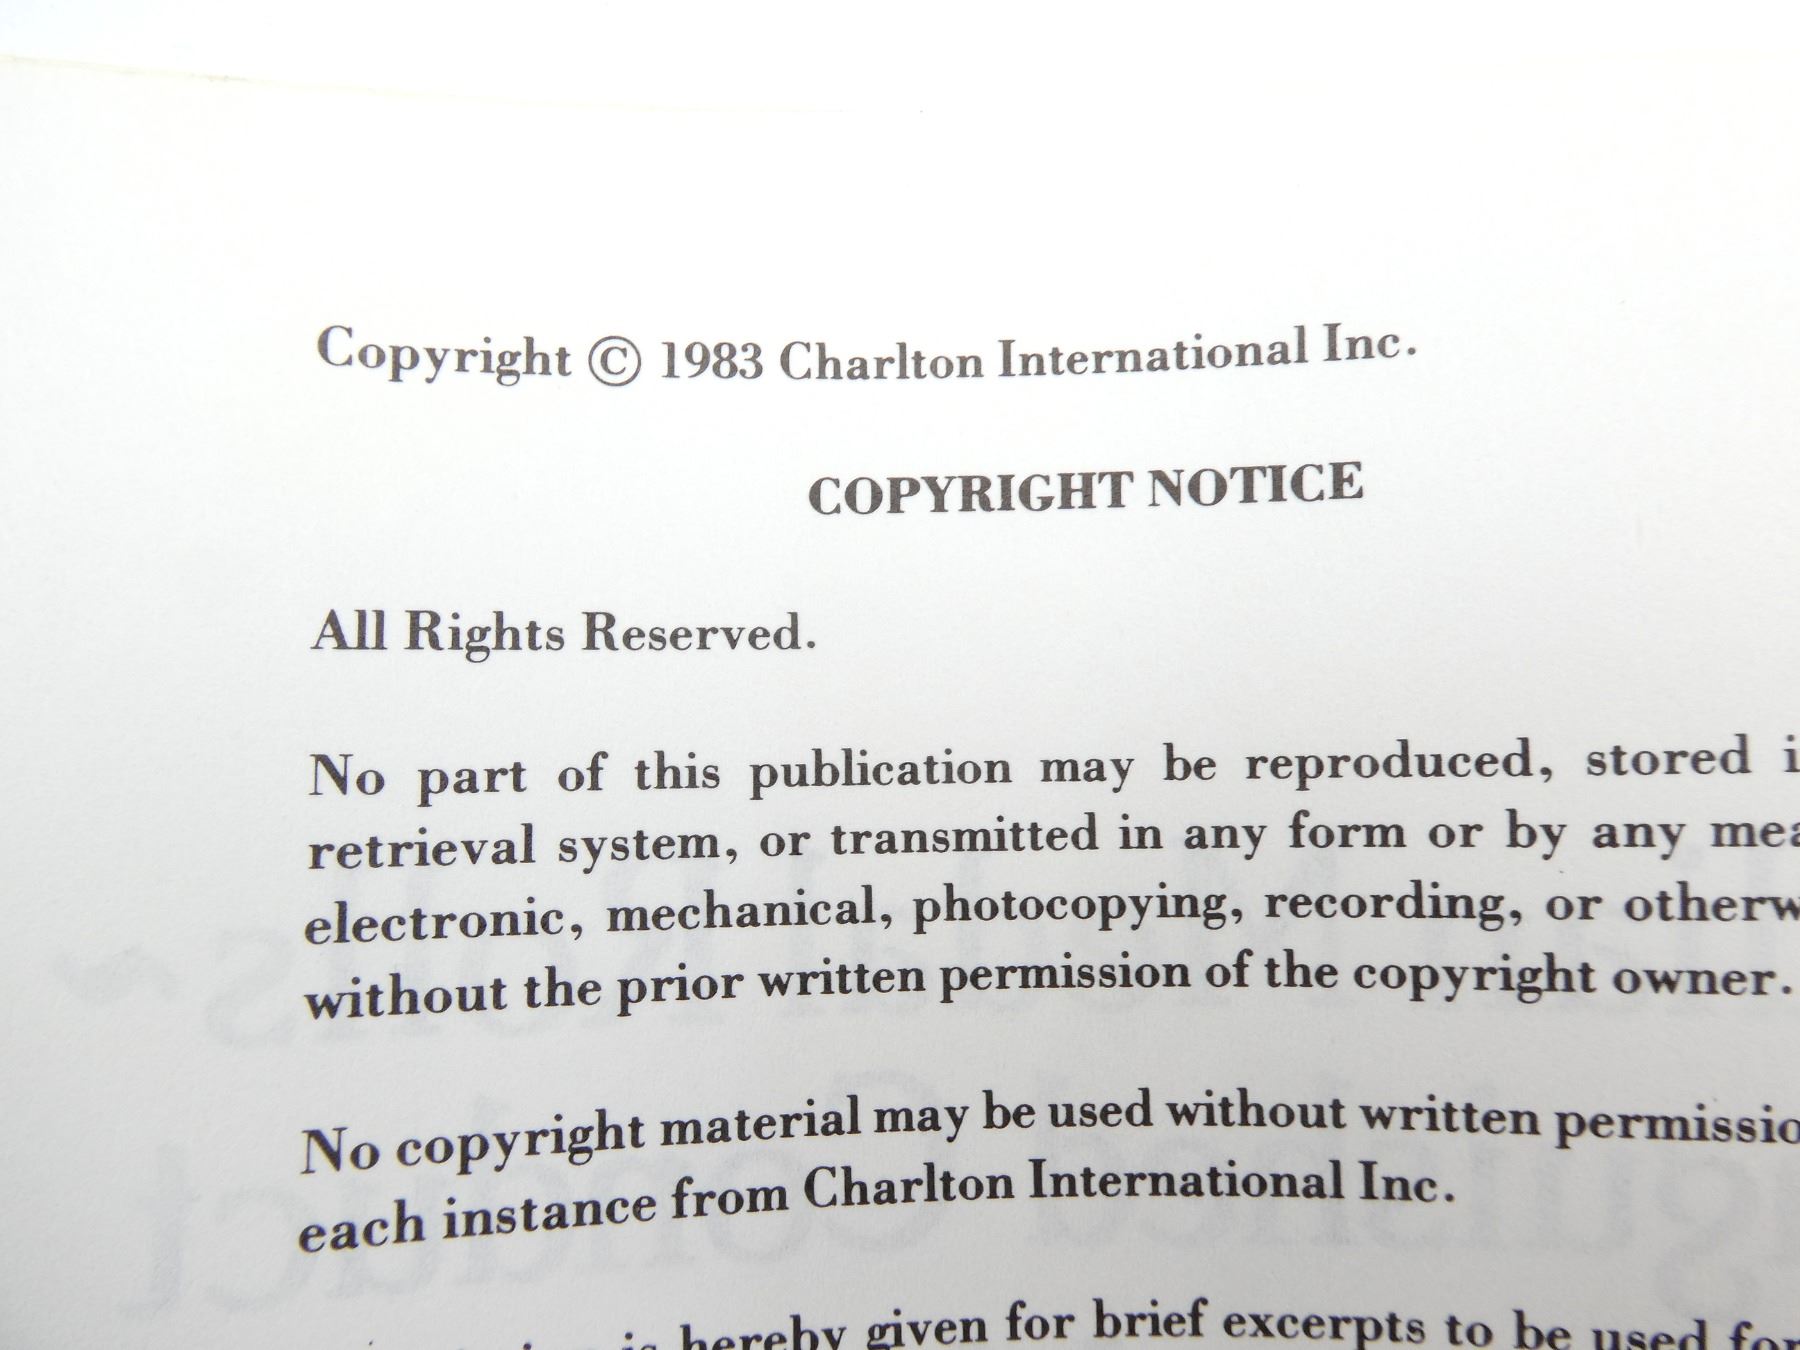 Copyright © 1983 Charlton International Inc.
COPYRIGHT NOTICE
All Rights Reserved.
No part of this publication may be reproduced, stored
retrieval system, or transmitted in any form or by any
electronic, mechanical, photocopying, recording, or
without the prior written permission of the copyright owner.
No copyright material may be used without written
each instance from Charlton International Inc.
is hereby given for brief excerpts to be used for